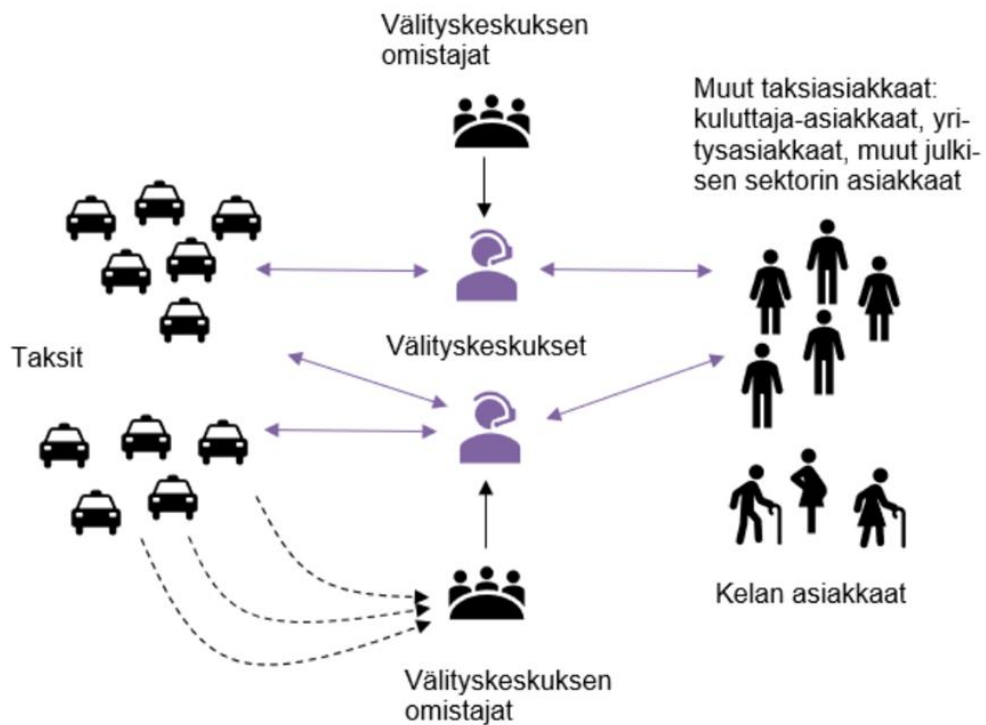 Välityskeskuksen
omistajat
Muut taksiasiakkaat:
kuluttaja-asiakkaat, yri-
tysasiakkaat, muut julki-
sen sektorin asiakkaat
Taksit
Välityskeskukset
Kelan asiakkaat
Välityskeskuksen
omistajat